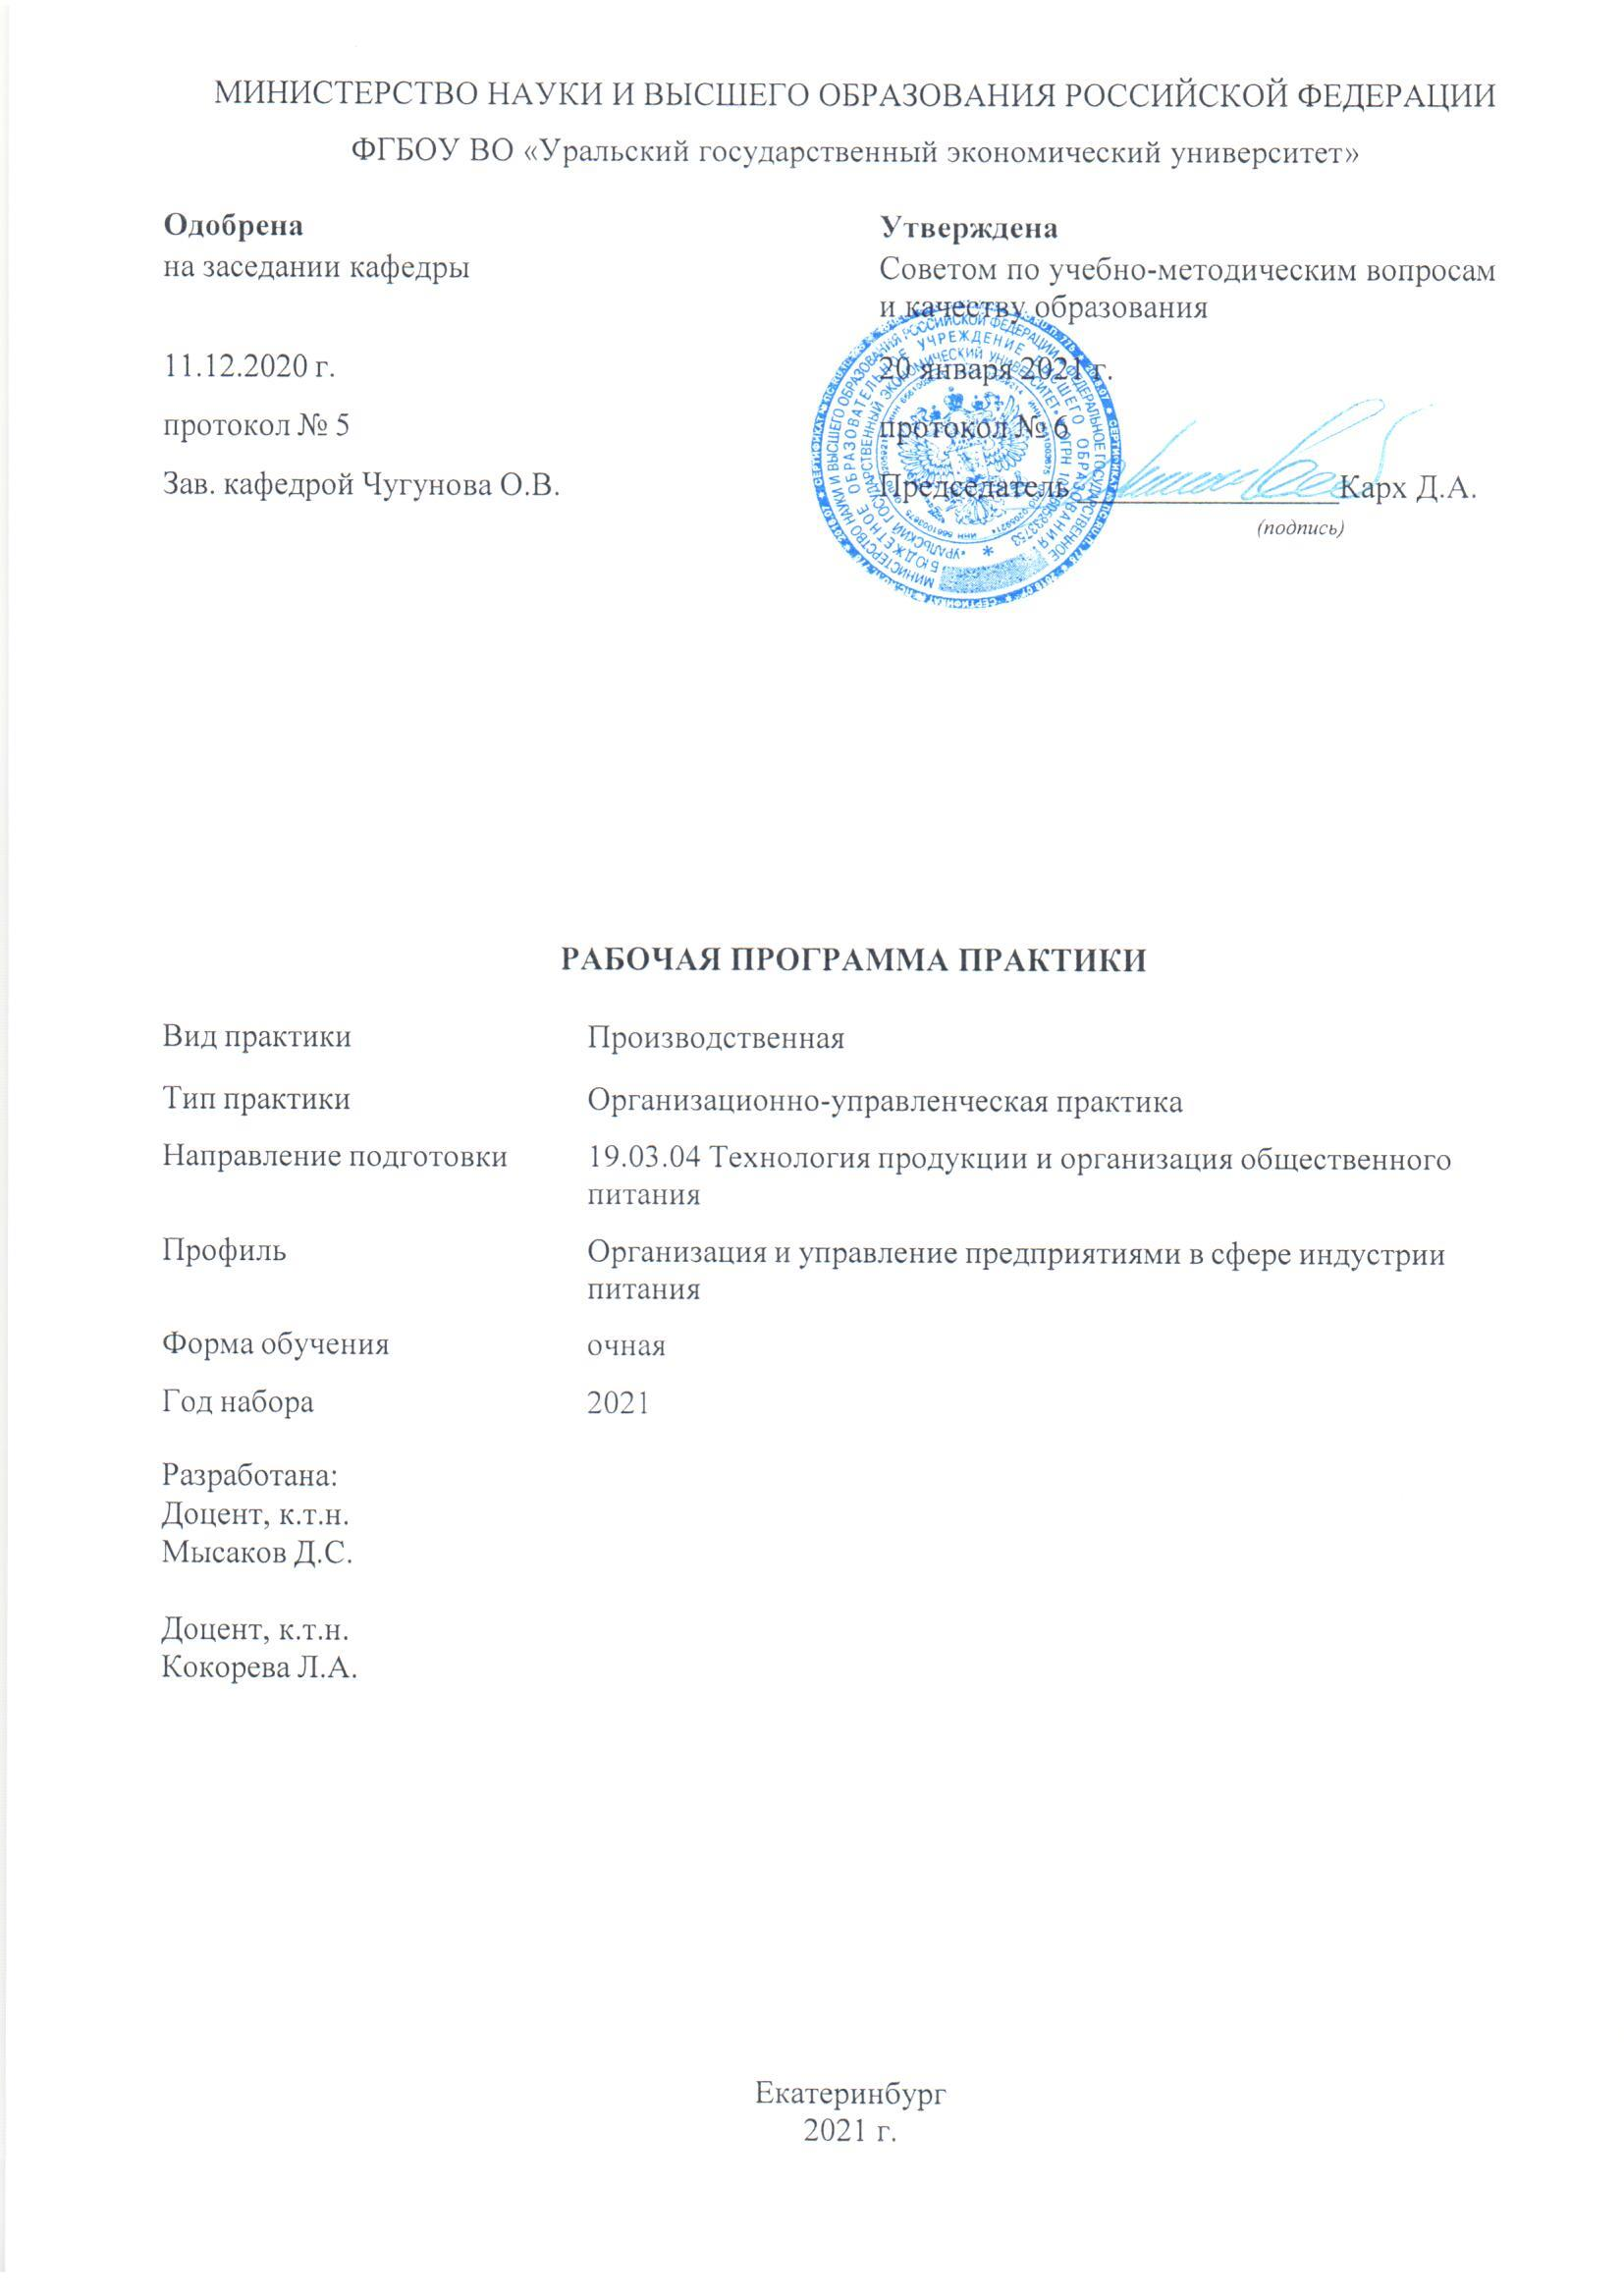 МИНИСТЕРСТВО НАУКИ И ВЫСШЕГО ОБРАЗОВАНИЯ РОССИЙСКОЙ ФЕДЕРАЦИИ
ФГБОУ ВО «Уральский государственный экономический университет»
Одобрена
на заседании кафедры
11.12.2020 г.
протокол № 5
Зав. кафедрой Чугунова О.В.
Утверждена
Советом по учебно-методическим вопросам
и качеству образования
20 января 2021 г.
протокол № 6
Председатель Карх Д.А.
(подпись)
РАБОЧАЯ ПРОГРАММА ПРАКТИКИ
Вид практики Производственная
Тип практики Организационно-управленческая практика
Направление подготовки 19.03.04 Технология продукции и организация общественного
питания
Профиль Организация и управление предприятиями в сфере индустрии
питания
Форма обучения очная
Год набора 2021
Разработана:
Доцент, к.т.н.
Мысаков Д.С.
Доцент, к.т.н.
Кокорева Л.А.
Екатеринбург
2021 г.